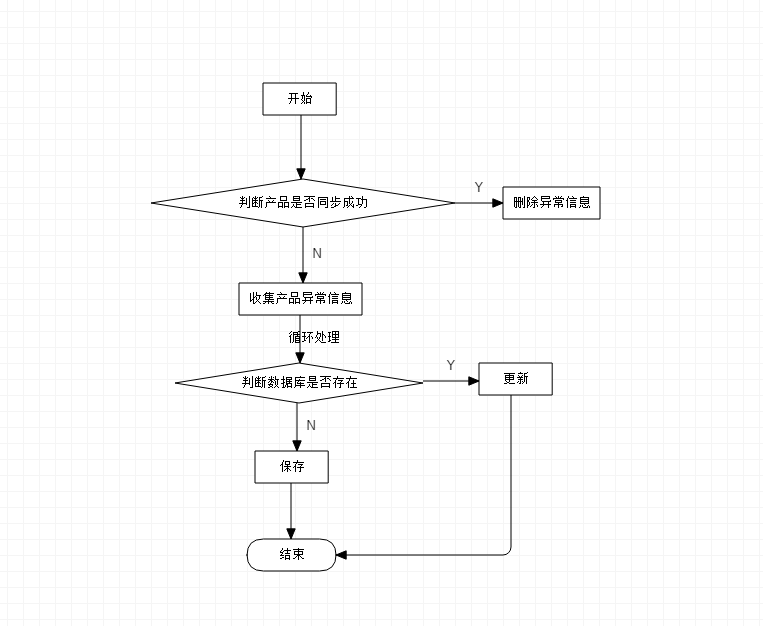 开始
判断产品是否同步成功
Y
删除异常信息
N
收集产品异常信息
循环处理
判断数据库是否存在
Y
更新
N
保存
结束